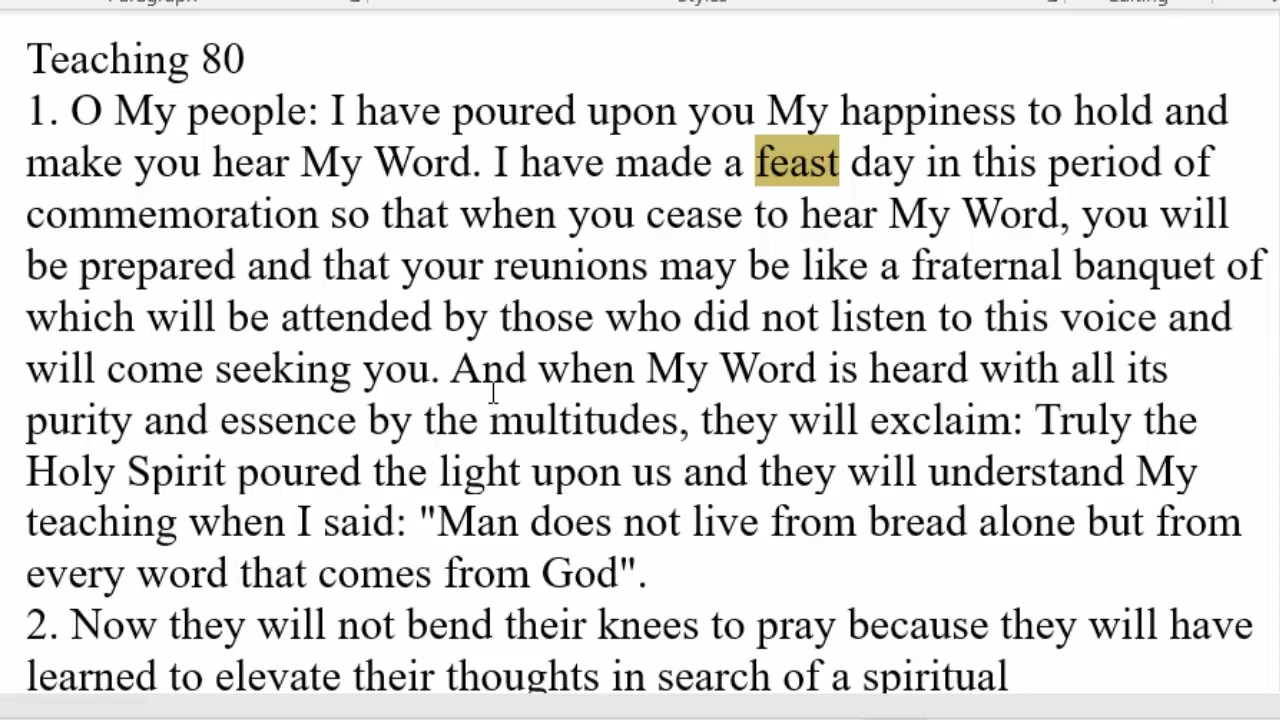 Paragraph Styles Editing
Teaching 80
1. O My people: I have poured upon you My happiness to hold and
make you hear My Word. I have made a feast day in this period of
commemoration so that when you cease to hear My Word, you will
be prepared and that your reunions may be like a fraternal banquet of
which will be attended by those who did not listen to this voice and
will come seeking you. And when My Word is heard with all its
purity and essence by the multitudes, they will exclaim: Truly the
Holy Spirit poured the light upon us and they will understand My
teaching when I said: "Man does not live from bread alone but from
every word that comes from God".
2. Now they will not bend their knees to pray because they will have
learned to elevate their thoughts in search of a spiritual